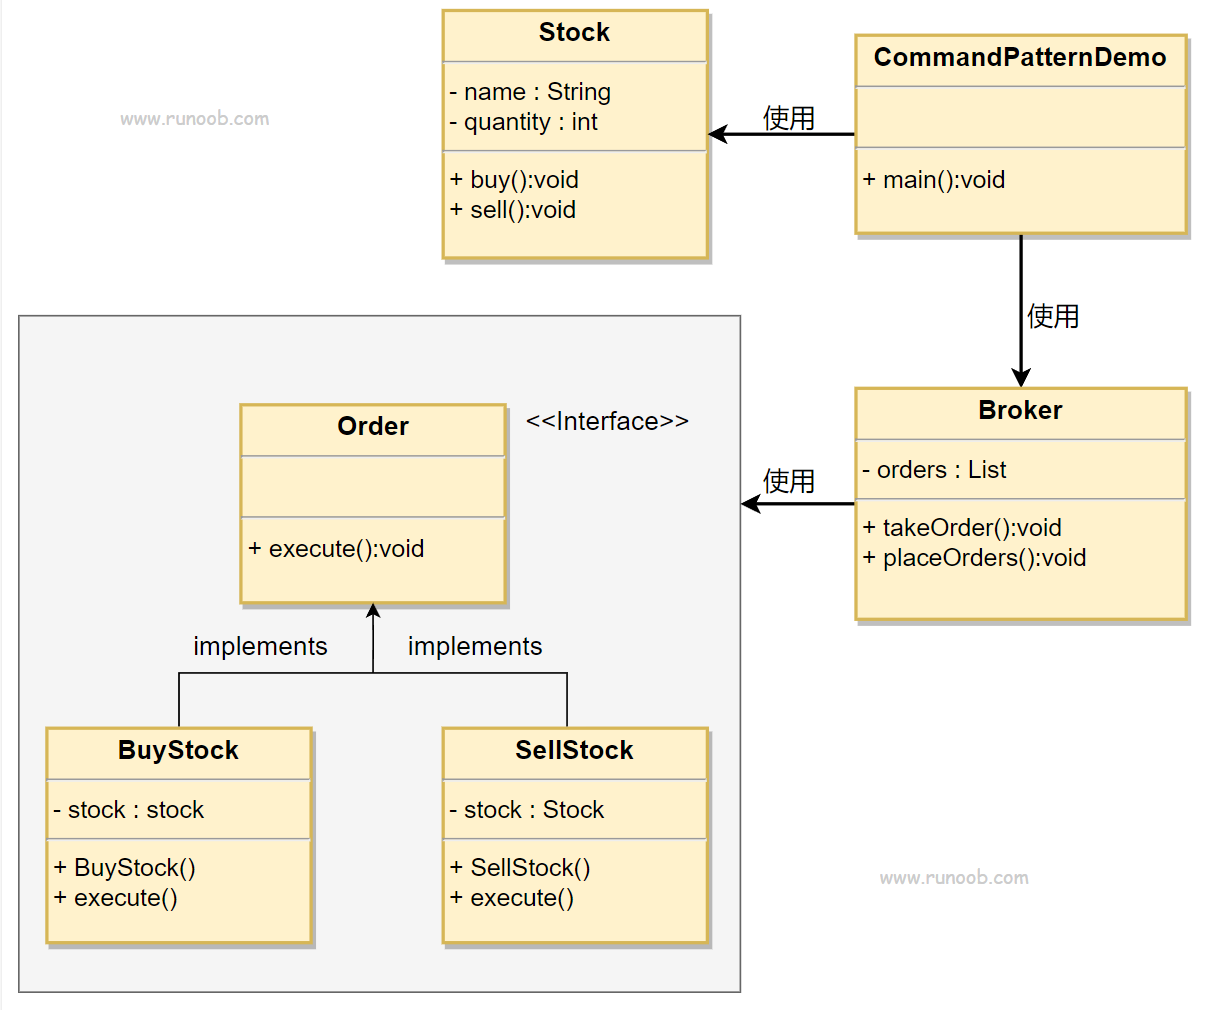 Stock
- name : String
- quantity : int
+ buy():void
+ sell():void
www.runoob.com
使用
CommandPatternDemo
+ main():void
使用
Order
<<Interface>>
+ execute():void
使用
Broker
- orders : List
+ takeOrder():void
+ placeOrders():void
implements
implements
BuyStock
- stock : stock
+ BuyStock()
+ execute()
SellStock
- stock : Stock
+ SellStock()
+ execute()
www.runoob.com